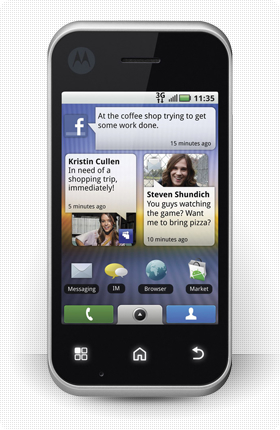 3G 11:35
At the coffee shop trying to get
some work done.
15 minutes ago
Kristin Cullen
In need of a
shopping trip,
immediately!
5 minutes ago
Steven Shundich
You guys watching
the game? Want
me to bring pizza?
10 minutes ago
Messaging
IM
Browser
Market